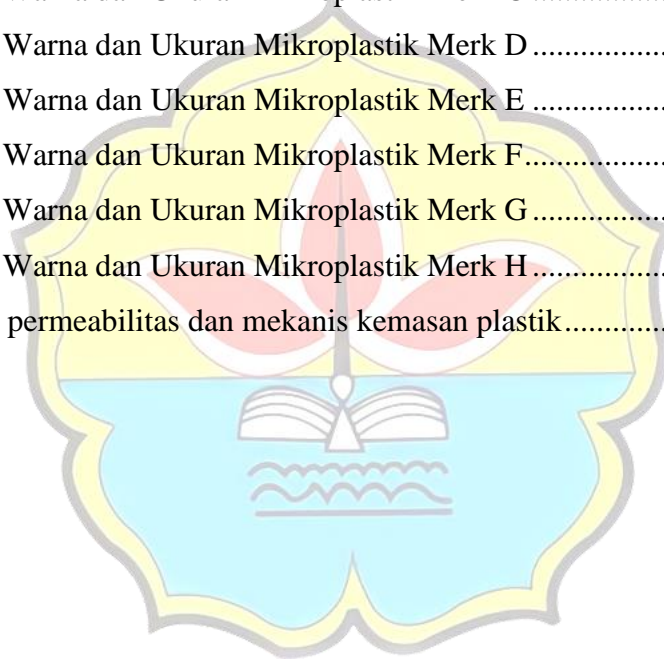 Warna dan Ukuran Mikroplastik Merk D ..................
Warna dan Ukuran Mikroplastik Merk E ..................
Warna dan Ukuran Mikroplastik Merk F..................
Warna dan Ukuran Mikroplastik Merk G ..................
Warna dan Ukuran Mikroplastik Merk H ..................
permeabilitas dan mekanis kemasan plastik..............